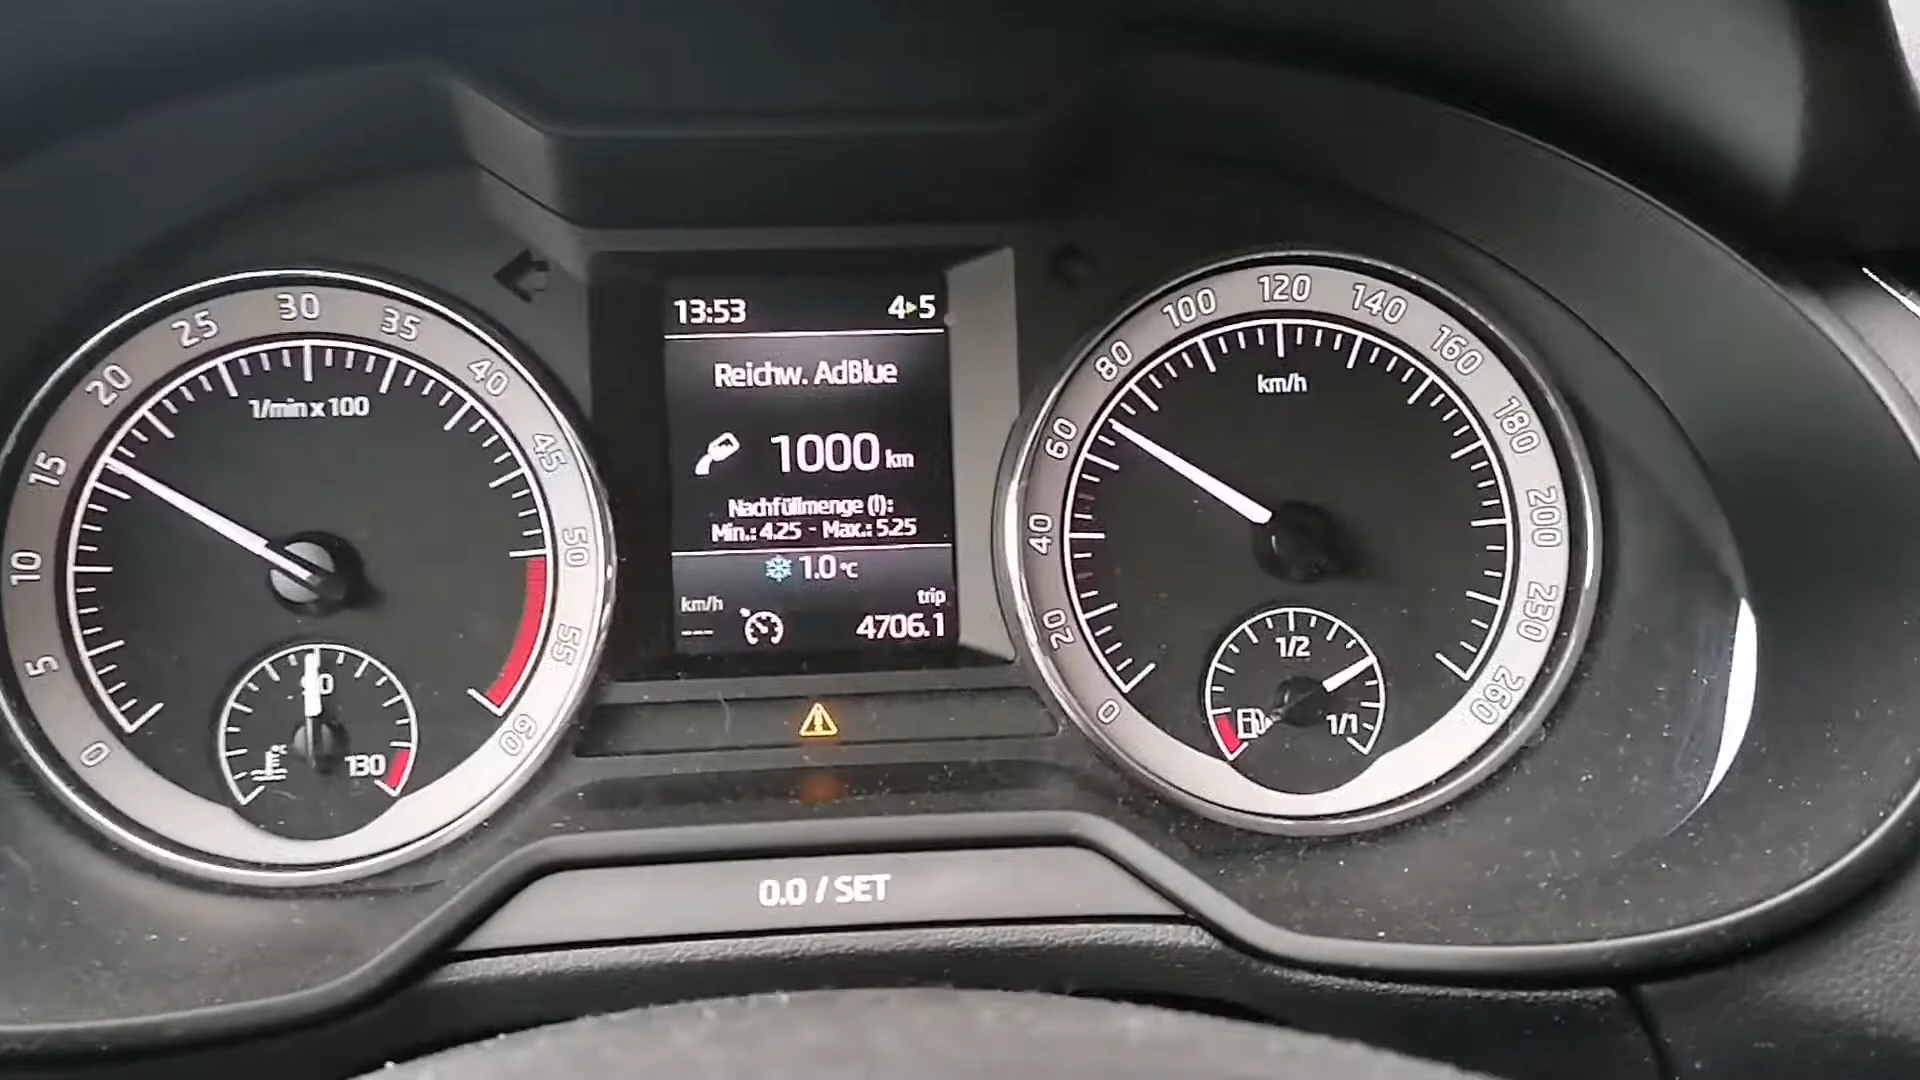 13:53 4▸5
Reichw. AdBlue
1000 km
Nachfüllmenge (l):
Min.: 4.25 - Max.: 5.25
1.0 °C
km/h trip
--- 4706.1
0.0 / SET
0 5 10 15 20 25 30 35 40 45 50 55 60
1/min x 100
90
°C 130
0 20 40 60 80 100 120 140 160 180 200 230 260
km/h
1/2
1/1